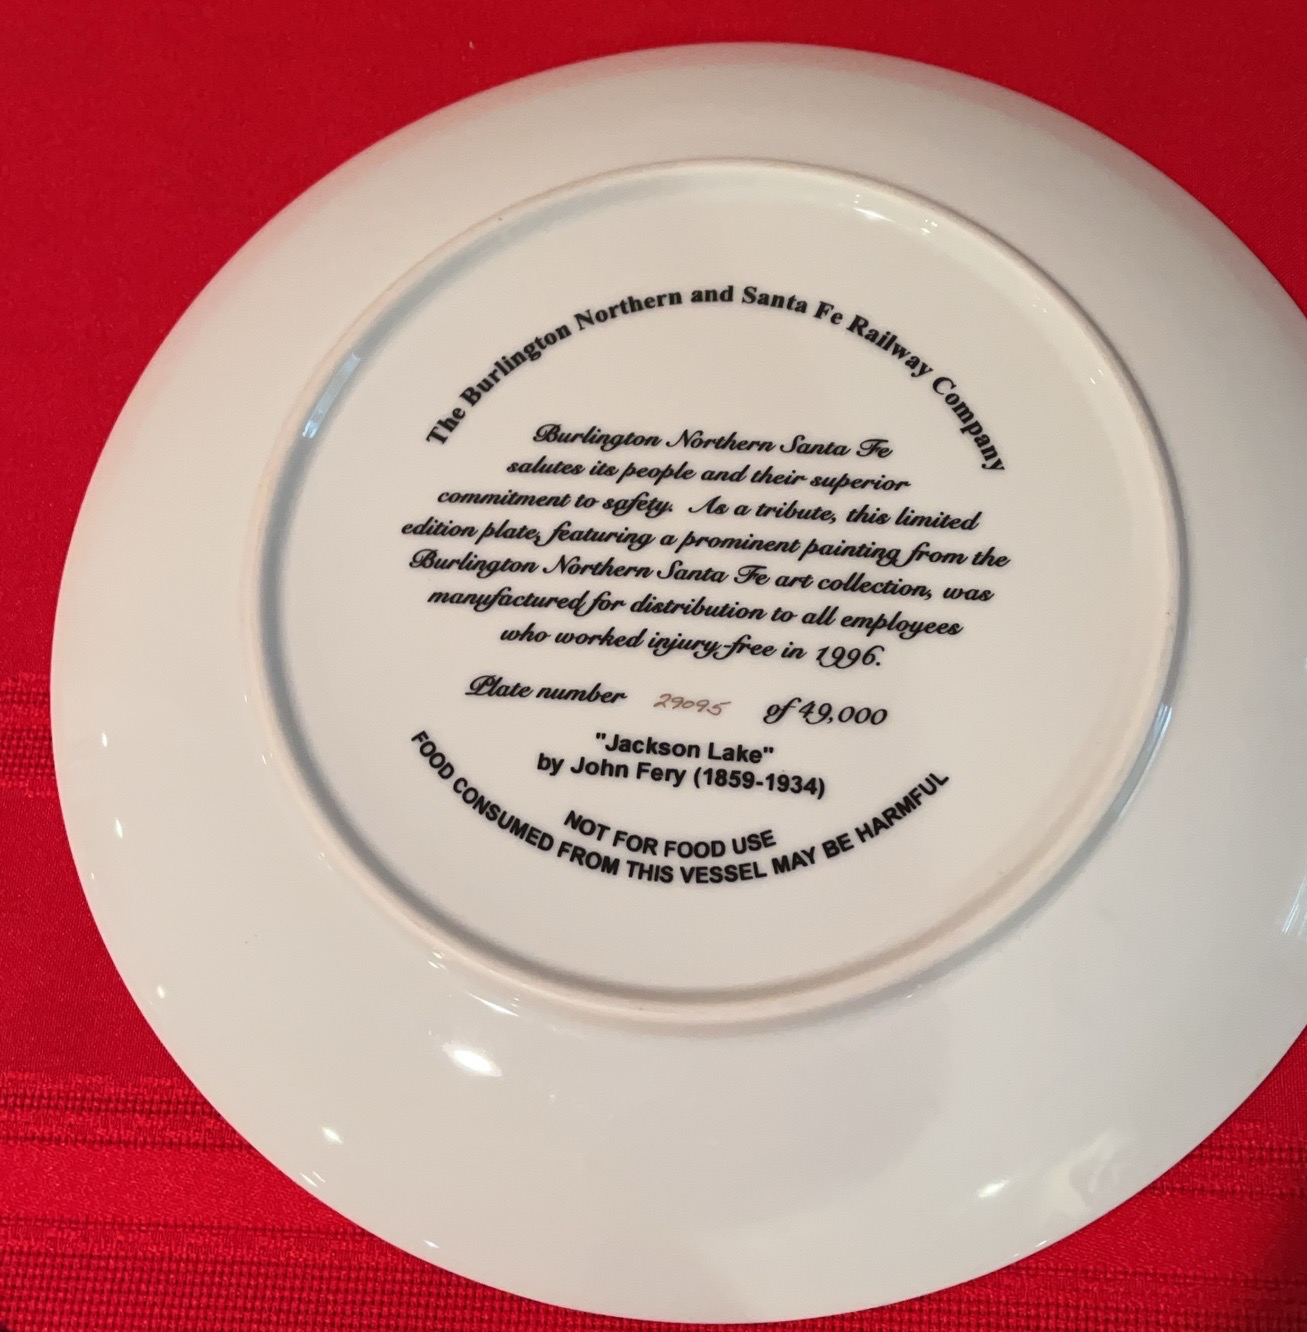 The Burlington Northern and Santa Fe Railway Company
Burlington Northern Santa Fe
salutes its people and their superior
commitment to safety. As a tribute, this limited
edition plate, featuring a prominent painting from the
Burlington Northern Santa Fe art collection, was
manufactured for distribution to all employees
who worked injury-free in 1996.
Plate number 29095 of 49,000
"Jackson Lake"
by John Fery (1859-1934)
NOT FOR FOOD USE
FOOD CONSUMED FROM THIS VESSEL MAY BE HARMFUL